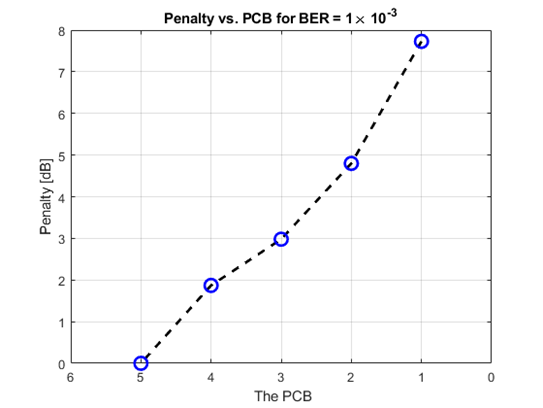 Penalty vs. PCB for BER = 1× 10⁻³
8
7
6
5
4
3
2
1
0
Penalty [dB]
6 5 4 3 2 1 0
The PCB